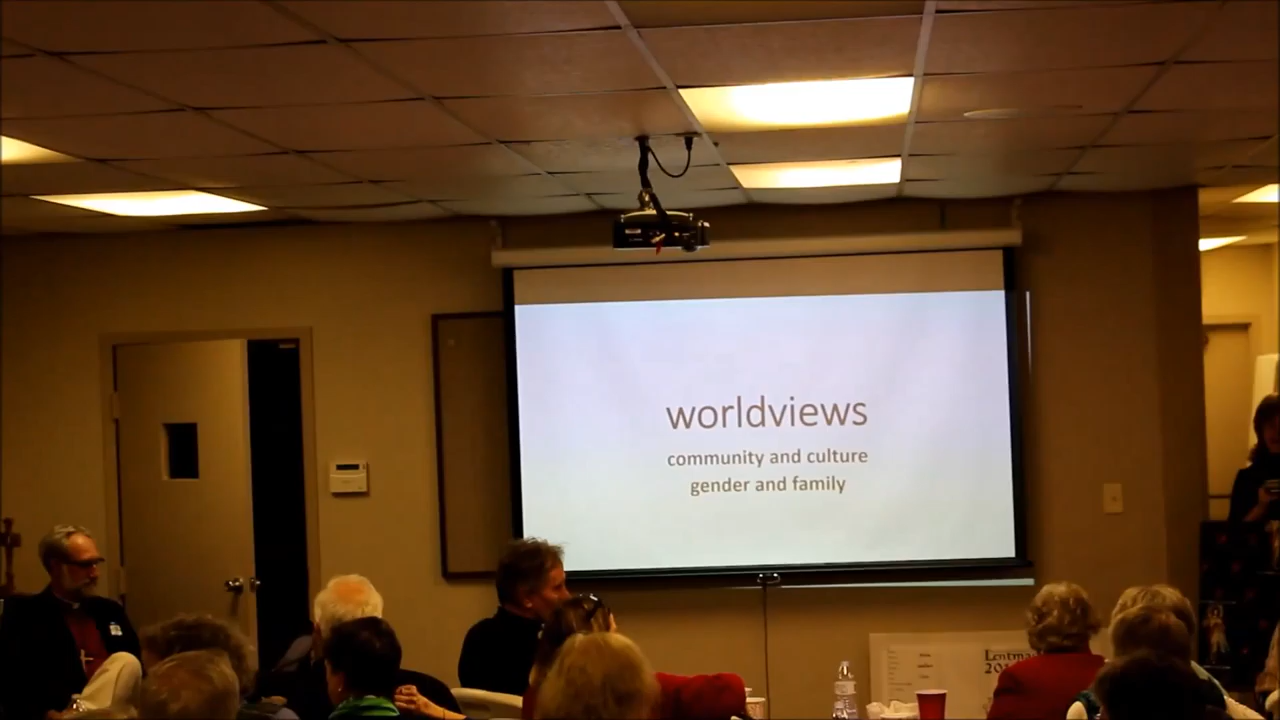 worldviews
community and culture
gender and family